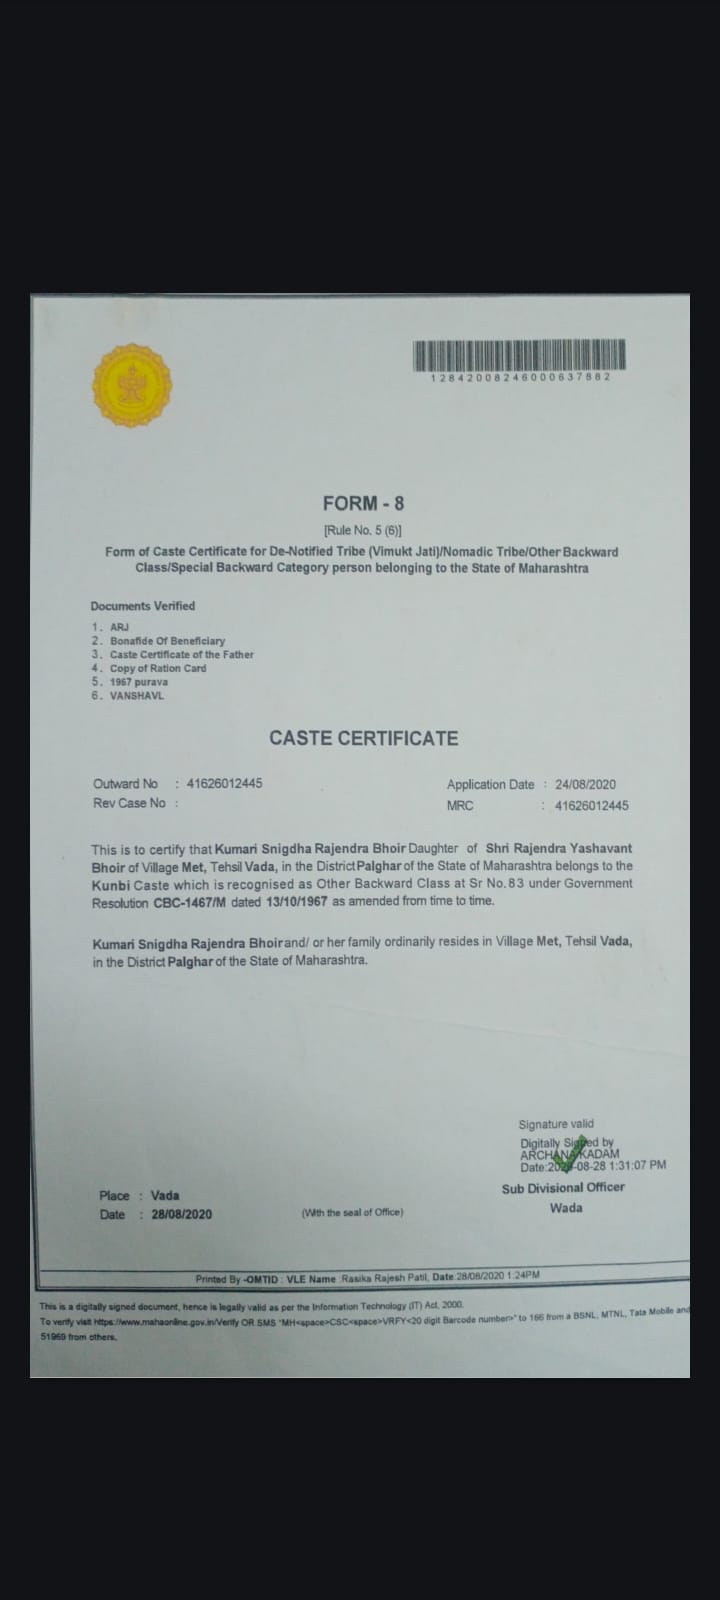 12842008246000637882
FORM - 8
[Rule No. 5 (6)]
Form of Caste Certificate for De-Notified Tribe (Vimukt Jati)/Nomadic Tribe/Other Backward
Class/Special Backward Category person belonging to the State of Maharashtra
Documents Verified
1. ARJ
2. Bonafide Of Beneficiary
3. Caste Certificate of the Father
4. Copy of Ration Card
5. 1967 purava
6. VANSHAVL
CASTE CERTIFICATE
Outward No : 41626012445 Application Date : 24/08/2020
Rev Case No : MRC : 41626012445
This is to certify that Kumari Snigdha Rajendra Bhoir Daughter of Shri Rajendra Yashavant
Bhoir of Village Met, Tehsil Vada, in the District Palghar of the State of Maharashtra belongs to the
Kunbi Caste which is recognised as Other Backward Class at Sr No.83 under Government
Resolution CBC-1467/M dated 13/10/1967 as amended from time to time.
Kumari Snigdha Rajendra Bhoir and/ or her family ordinarily resides in Village Met, Tehsil Vada,
in the District Palghar of the State of Maharashtra.
Signature valid
Digitally Signed by
ARCHANA KADAM
Date:2020-08-28 1:31:07 PM
Sub Divisional Officer
Wada
Place : Vada
Date : 28/08/2020 (With the seal of Office)
Printed By -OMTID : VLE Name :Rasika Rajesh Patil, Date:28/08/2020 1:24PM
This is a digitally signed document, hence is legally valid as per the Information Technology (IT) Act, 2000.
To verify visit https://www.mahaonline.gov.in/Verify OR SMS "MH<space>CSC<space>VRFY<20 digit Barcode number>" to 166 from a BSNL, MTNL, Tata Mobile and
51969 from others.